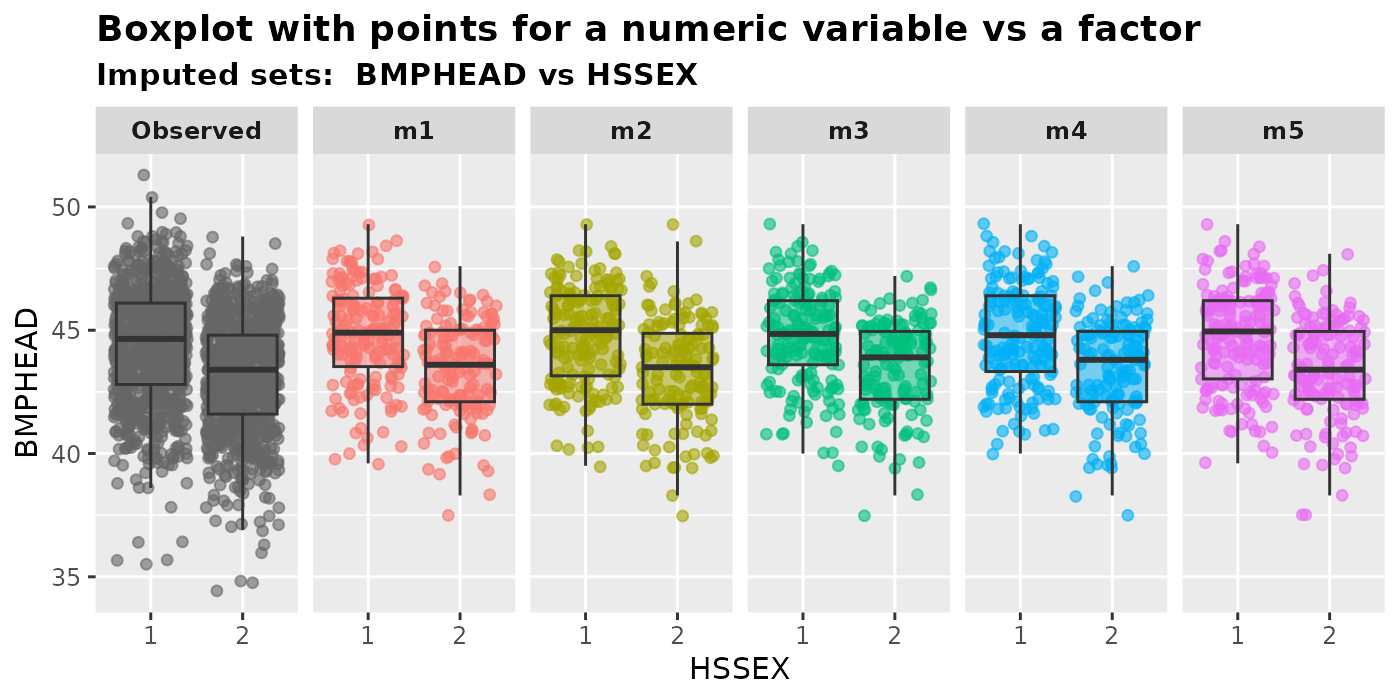 Boxplot with points for a numeric variable vs a factor
Imputed sets:  BMPHEAD vs HSSEX
Observed m1 m2 m3 m4 m5
50
45
40
35
BMPHEAD
1 2 1 2 1 2 1 2 1 2 1 2
HSSEX